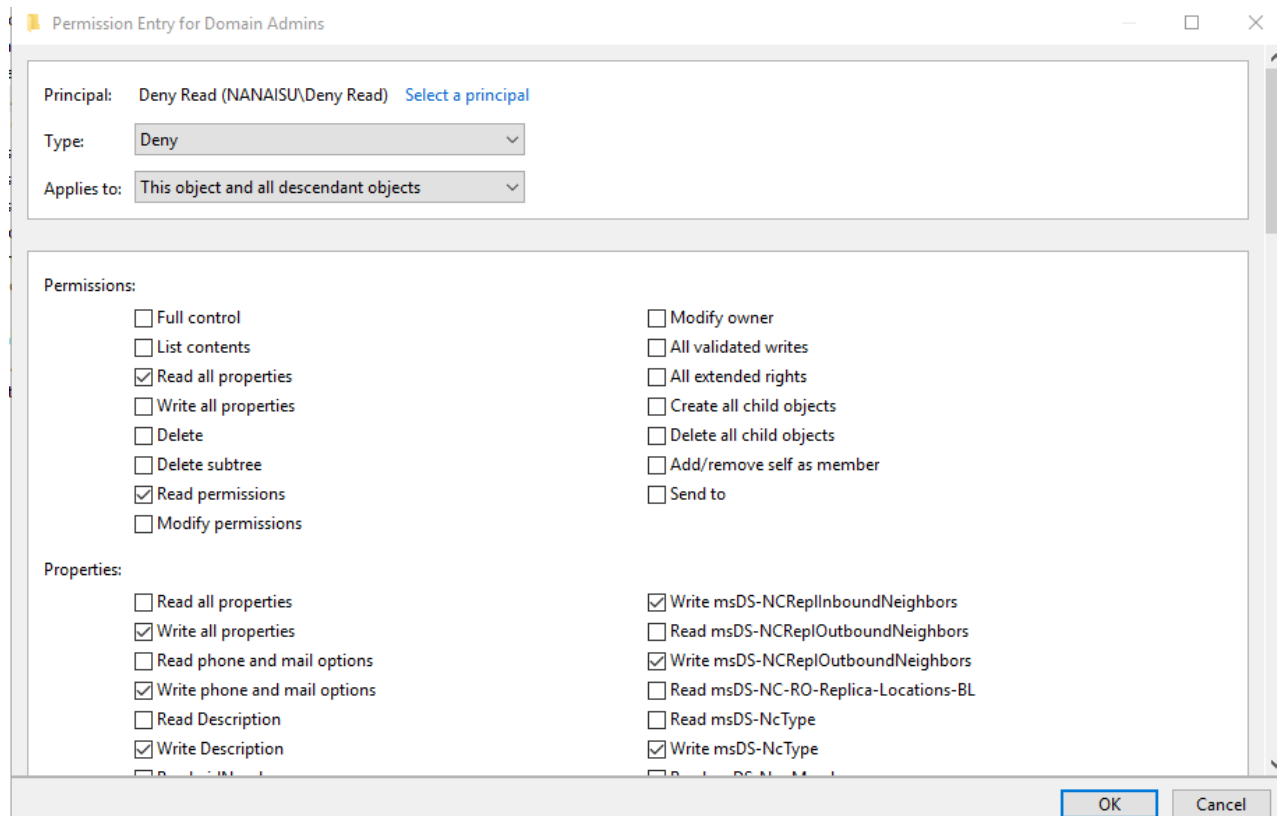 Permission Entry for Domain Admins
Principal: Deny Read (NANAISU\Deny Read) Select a principal
Type: Deny
Applies to: This object and all descendant objects
Permissions:
Full control
List contents
Read all properties
Write all properties
Delete
Delete subtree
Read permissions
Modify permissions
Modify owner
All validated writes
All extended rights
Create all child objects
Delete all child objects
Add/remove self as member
Send to
Properties:
Read all properties
Write all properties
Read phone and mail options
Write phone and mail options
Read Description
Write Description
Write msDS-NCReplInboundNeighbors
Read msDS-NCReplOutboundNeighbors
Write msDS-NCReplOutboundNeighbors
Read msDS-NC-RO-Replica-Locations-BL
Read msDS-NcType
Write msDS-NcType
OK Cancel